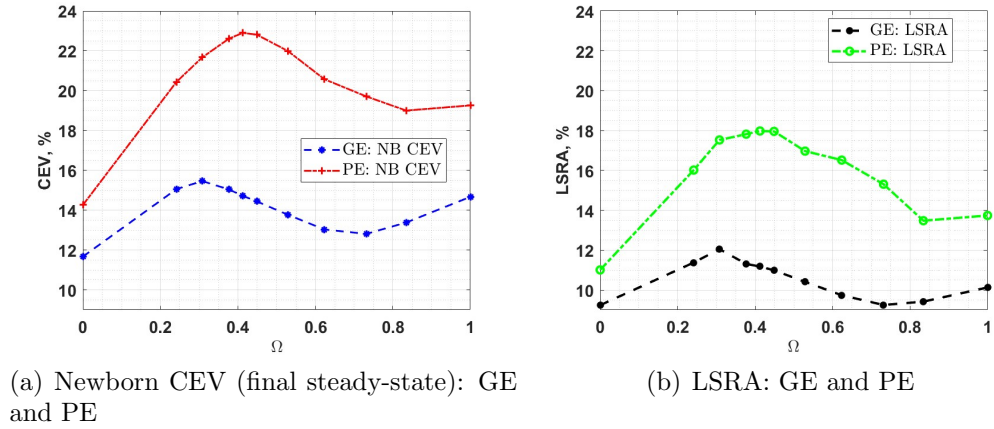 24
22
20
18
16
14
12
10
CEV, %
GE: NB CEV
PE: NB CEV
0 0.2 0.4 0.6 0.8 1
Ω
24
22
20
18
16
14
12
10
LSRA, %
GE: LSRA
PE: LSRA
0 0.2 0.4 0.6 0.8 1
Ω
(a) Newborn CEV (final steady-state): GE
and PE
(b) LSRA: GE and PE